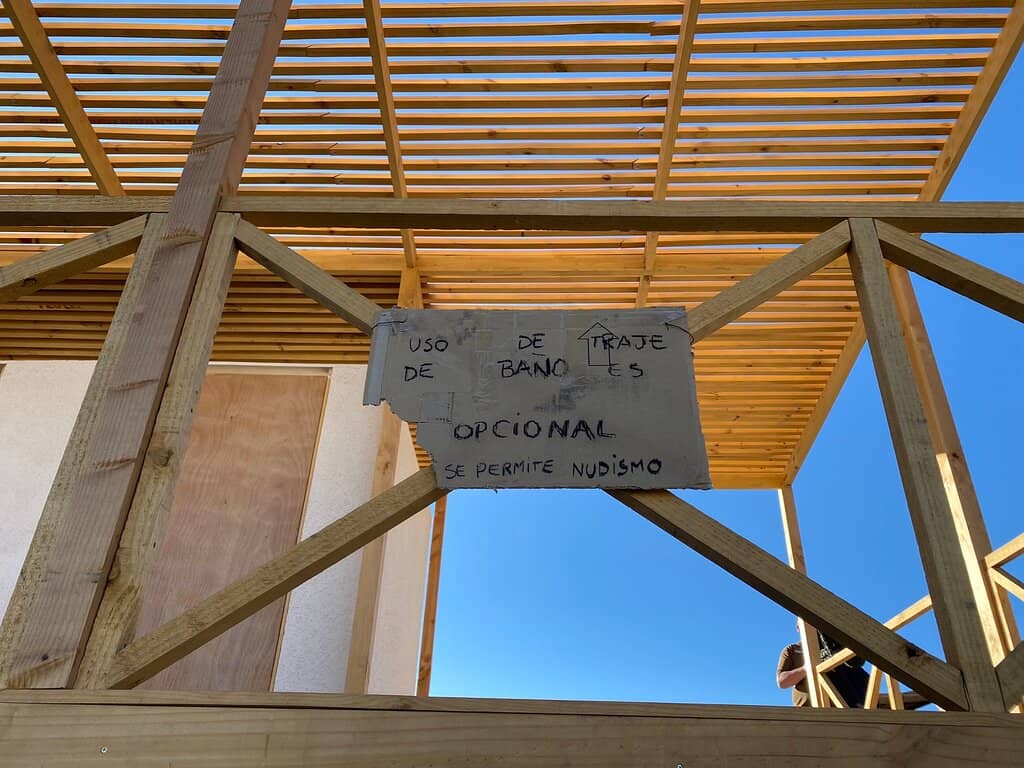 USO DE TRAJE
DE BAÑO ES
OPCIONAL
SE PERMITE NUDISMO